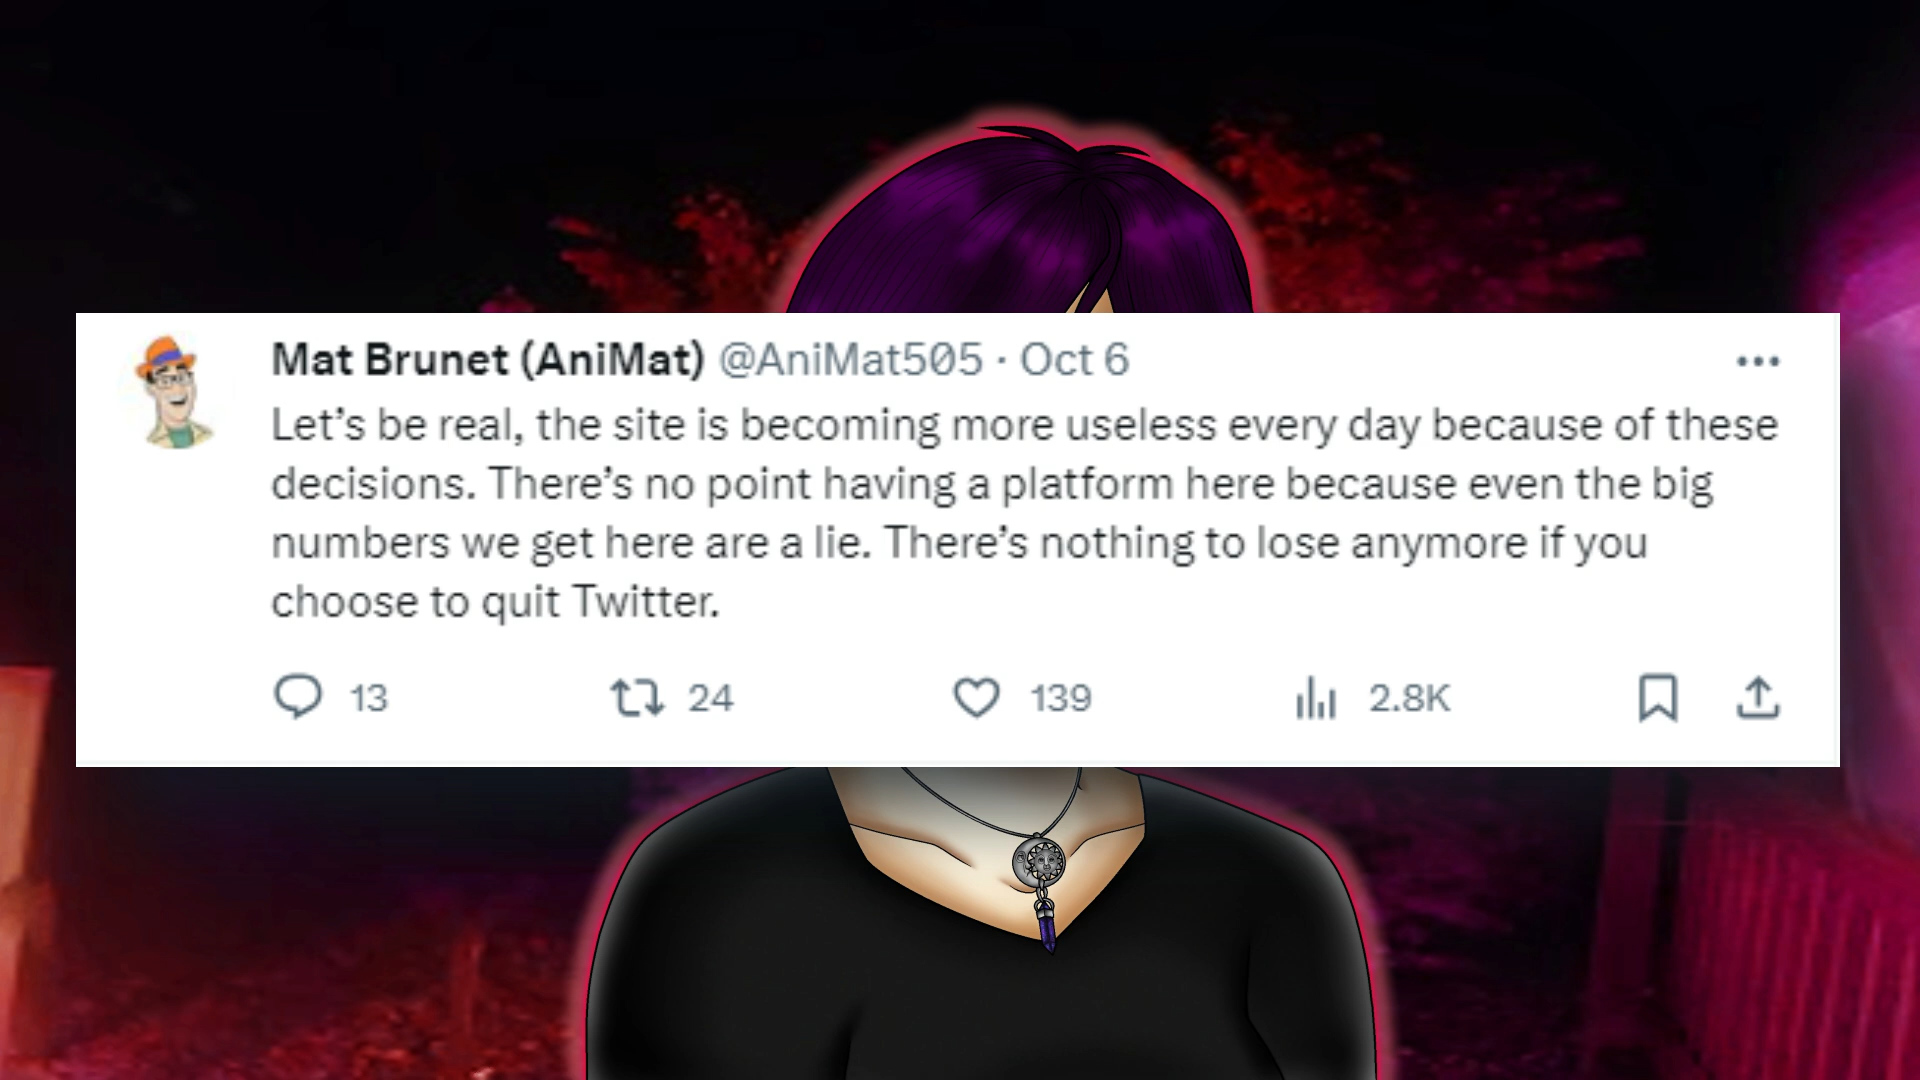 Mat Brunet (AniMat) @AniMat505 · Oct 6
Let’s be real, the site is becoming more useless every day because of these
decisions. There’s no point having a platform here because even the big
numbers we get here are a lie. There’s nothing to lose anymore if you
choose to quit Twitter.
13 24 139 2.8K